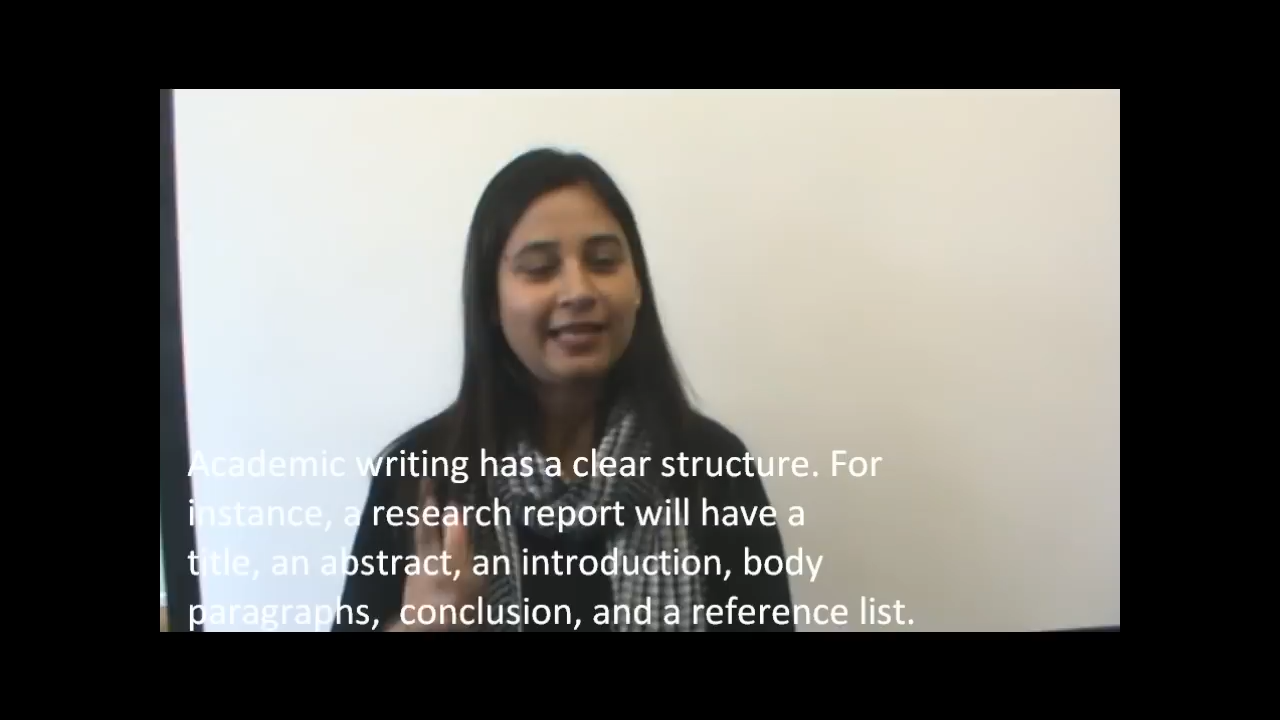 Academic writing has a clear structure. For
instance, a research report will have a
title, an abstract, an introduction, body
paragraphs,  conclusion, and a reference list.